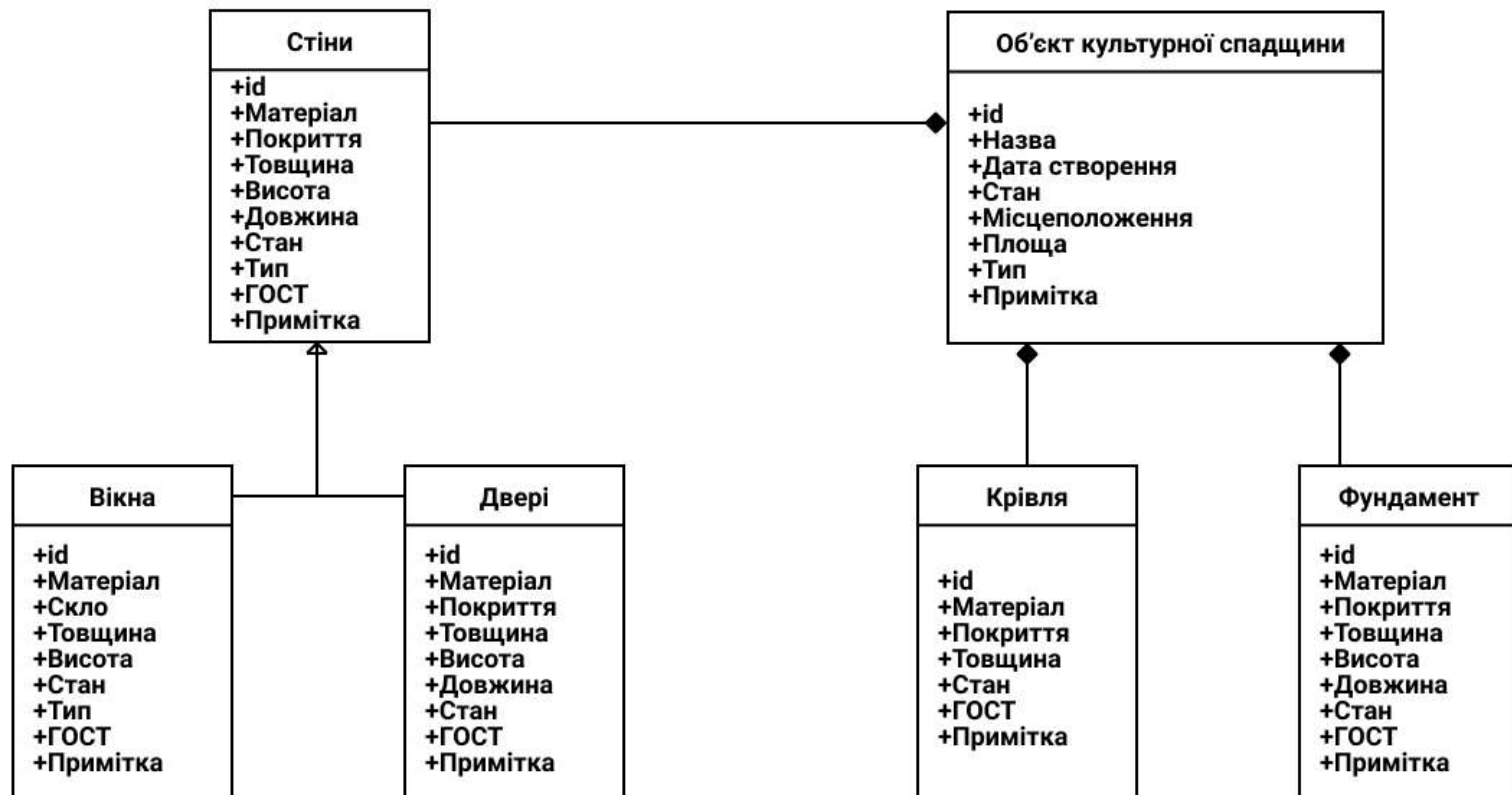 Стіни
+id
+Матеріал
+Покриття
+Товщина
+Висота
+Довжина
+Стан
+Тип
+ГОСТ
+Примітка
Об’єкт культурної спадщини
+id
+Назва
+Дата створення
+Стан
+Місцеположення
+Площа
+Тип
+Примітка
Вікна
+id
+Матеріал
+Скло
+Товщина
+Висота
+Стан
+Тип
+ГОСТ
+Примітка
Двері
+id
+Матеріал
+Покриття
+Товщина
+Висота
+Довжина
+Стан
+ГОСТ
+Примітка
Крівля
+id
+Матеріал
+Покриття
+Товщина
+Стан
+ГОСТ
+Примітка
Фундамент
+id
+Матеріал
+Покриття
+Товщина
+Висота
+Довжина
+Стан
+ГОСТ
+Примітка